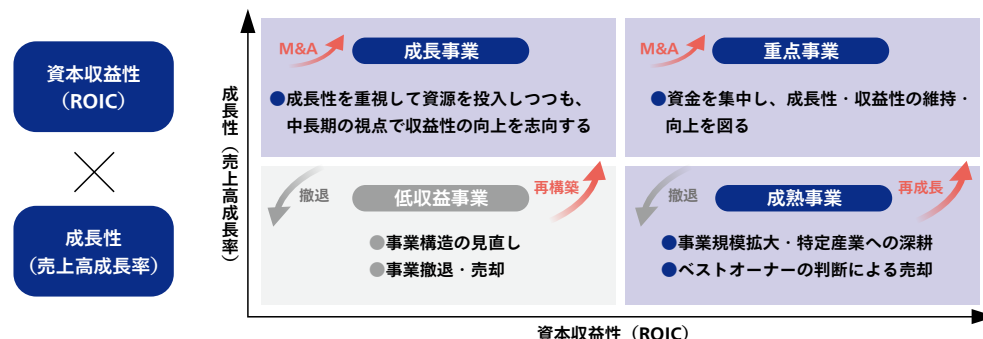 資本収益性
（ROIC）
成長性
（売上高成長率）
成長性（売上高成長率）
M&A
成長事業
●成長性を重視して資源を投入しつつも、
中長期の視点で収益性の向上を志向する
M&A
重点事業
●資金を集中し、成長性・収益性の維持・
向上を図る
撤退
低収益事業
再構築
●事業構造の見直し
●事業撤退・売却
撤退
成熟事業
再成長
●事業規模拡大・特定産業への深耕
●ベストオーナーの判断による売却
資本収益性（ROIC）